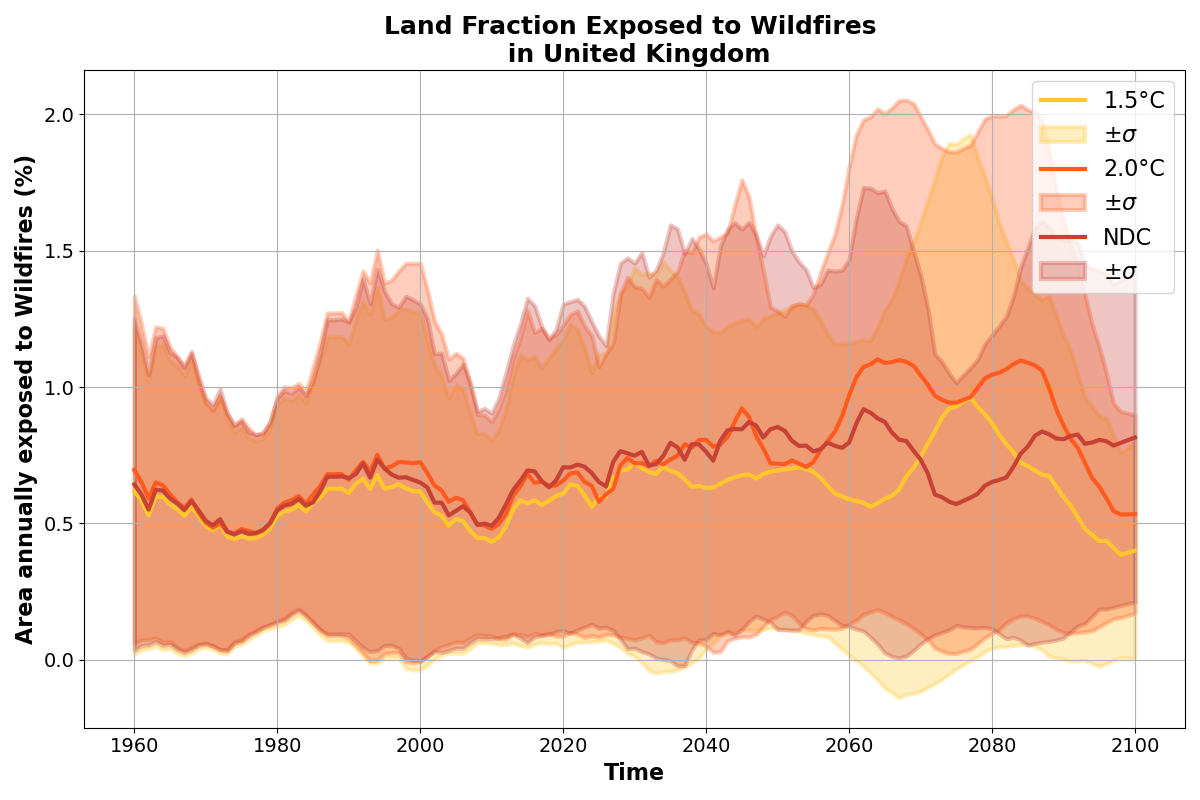 Land Fraction Exposed to Wildfires
in United Kingdom
Area annually exposed to Wildfires (%)
2.0
1.5
1.0
0.5
0.0
1960 1980 2000 2020 2040 2060 2080 2100
Time
1.5°C
±σ
2.0°C
±σ
NDC
±σ